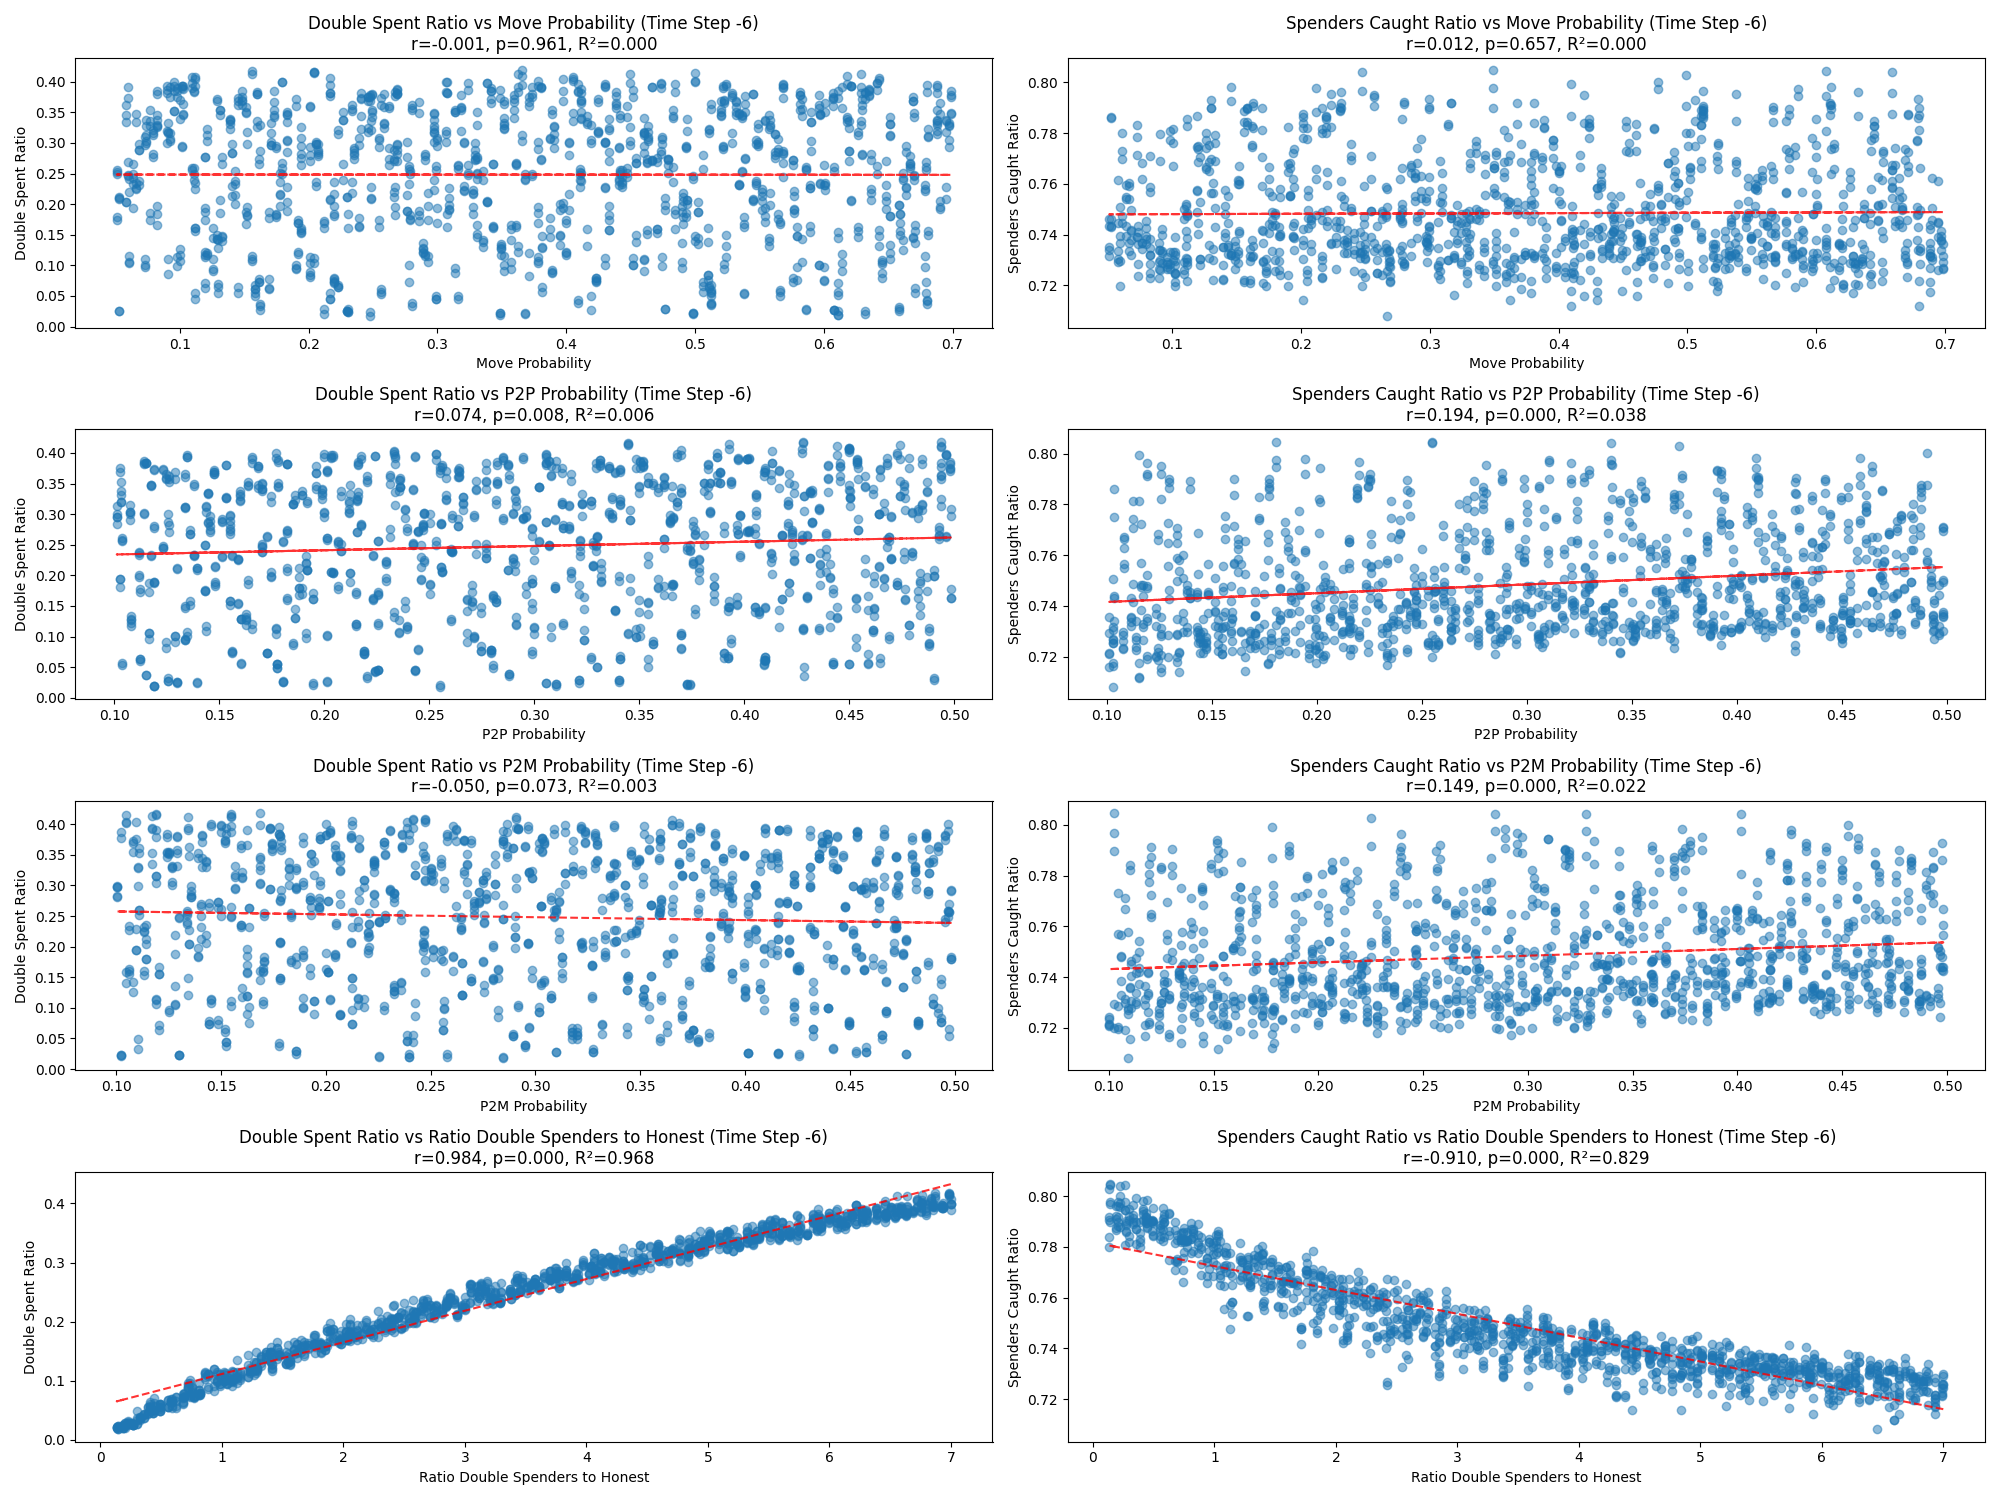 Double Spent Ratio vs Move Probability (Time Step -6)
r=-0.001, p=0.961, R²=0.000
Double Spent Ratio
0.40
0.35
0.30
0.25
0.20
0.15
0.10
0.05
0.00
0.1 0.2 0.3 0.4 0.5 0.6 0.7
Move Probability
Spenders Caught Ratio vs Move Probability (Time Step -6)
r=0.012, p=0.657, R²=0.000
Spenders Caught Ratio
0.80
0.78
0.76
0.74
0.72
0.1 0.2 0.3 0.4 0.5 0.6 0.7
Move Probability
Double Spent Ratio vs P2P Probability (Time Step -6)
r=0.074, p=0.008, R²=0.006
Double Spent Ratio
0.40
0.35
0.30
0.25
0.20
0.15
0.10
0.05
0.00
0.10 0.15 0.20 0.25 0.30 0.35 0.40 0.45 0.50
P2P Probability
Spenders Caught Ratio vs P2P Probability (Time Step -6)
r=0.194, p=0.000, R²=0.038
Spenders Caught Ratio
0.80
0.78
0.76
0.74
0.72
0.10 0.15 0.20 0.25 0.30 0.35 0.40 0.45 0.50
P2P Probability
Double Spent Ratio vs P2M Probability (Time Step -6)
r=-0.050, p=0.073, R²=0.003
Double Spent Ratio
0.40
0.35
0.30
0.25
0.20
0.15
0.10
0.05
0.00
0.10 0.15 0.20 0.25 0.30 0.35 0.40 0.45 0.50
P2M Probability
Spenders Caught Ratio vs P2M Probability (Time Step -6)
r=0.149, p=0.000, R²=0.022
Spenders Caught Ratio
0.80
0.78
0.76
0.74
0.72
0.10 0.15 0.20 0.25 0.30 0.35 0.40 0.45 0.50
P2M Probability
Double Spent Ratio vs Ratio Double Spenders to Honest (Time Step -6)
r=0.984, p=0.000, R²=0.968
Double Spent Ratio
0.4
0.3
0.2
0.1
0.0
0 1 2 3 4 5 6 7
Ratio Double Spenders to Honest
Spenders Caught Ratio vs Ratio Double Spenders to Honest (Time Step -6)
r=-0.910, p=0.000, R²=0.829
Spenders Caught Ratio
0.80
0.78
0.76
0.74
0.72
0 1 2 3 4 5 6 7
Ratio Double Spenders to Honest